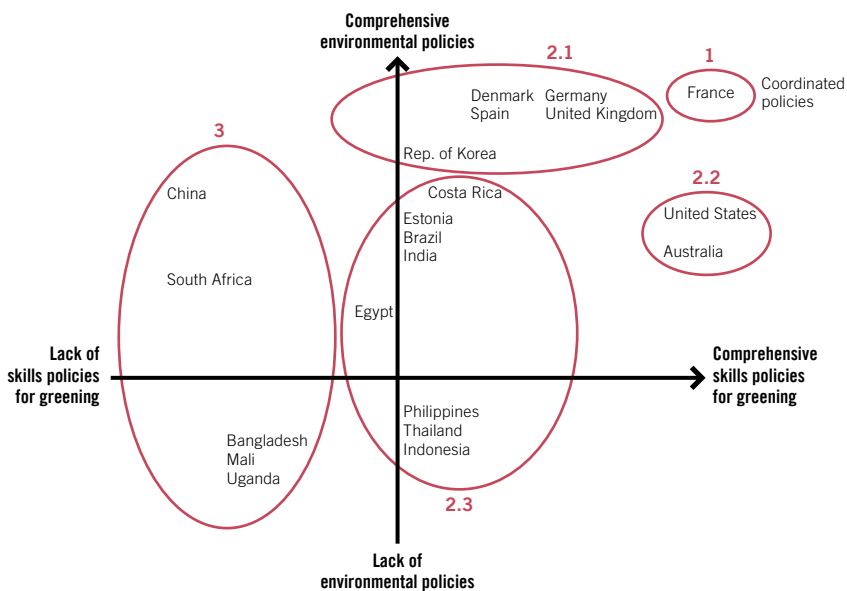 Comprehensive
environmental policies
2.1
1
Denmark
Spain
Germany
United Kingdom
France
Coordinated
policies
Rep. of Korea
3
China
South Africa
Costa Rica
Estonia
Brazil
India
Egypt
2.2
United States
Australia
Lack of
skills policies
for greening
Comprehensive
skills policies
for greening
Philippines
Thailand
Indonesia
Bangladesh
Mali
Uganda
2.3
Lack of
environmental policies